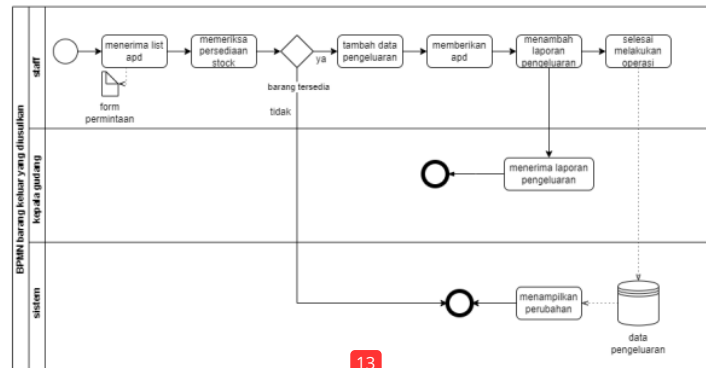 BPMN barang keluar yang diusulkan
staff
menerima list
apd
form
permintaan
memeriksa
persediaan
stock
ya
barang tersedia
tidak
tambah data
pengeluaran
memberikan
apd
menambah
laporan
pengeluaran
selesai
melakukan
operasi
kepala gudang
menerima laporan
pengeluaran
sistem
menampilkan
perubahan
data
pengeluaran
13